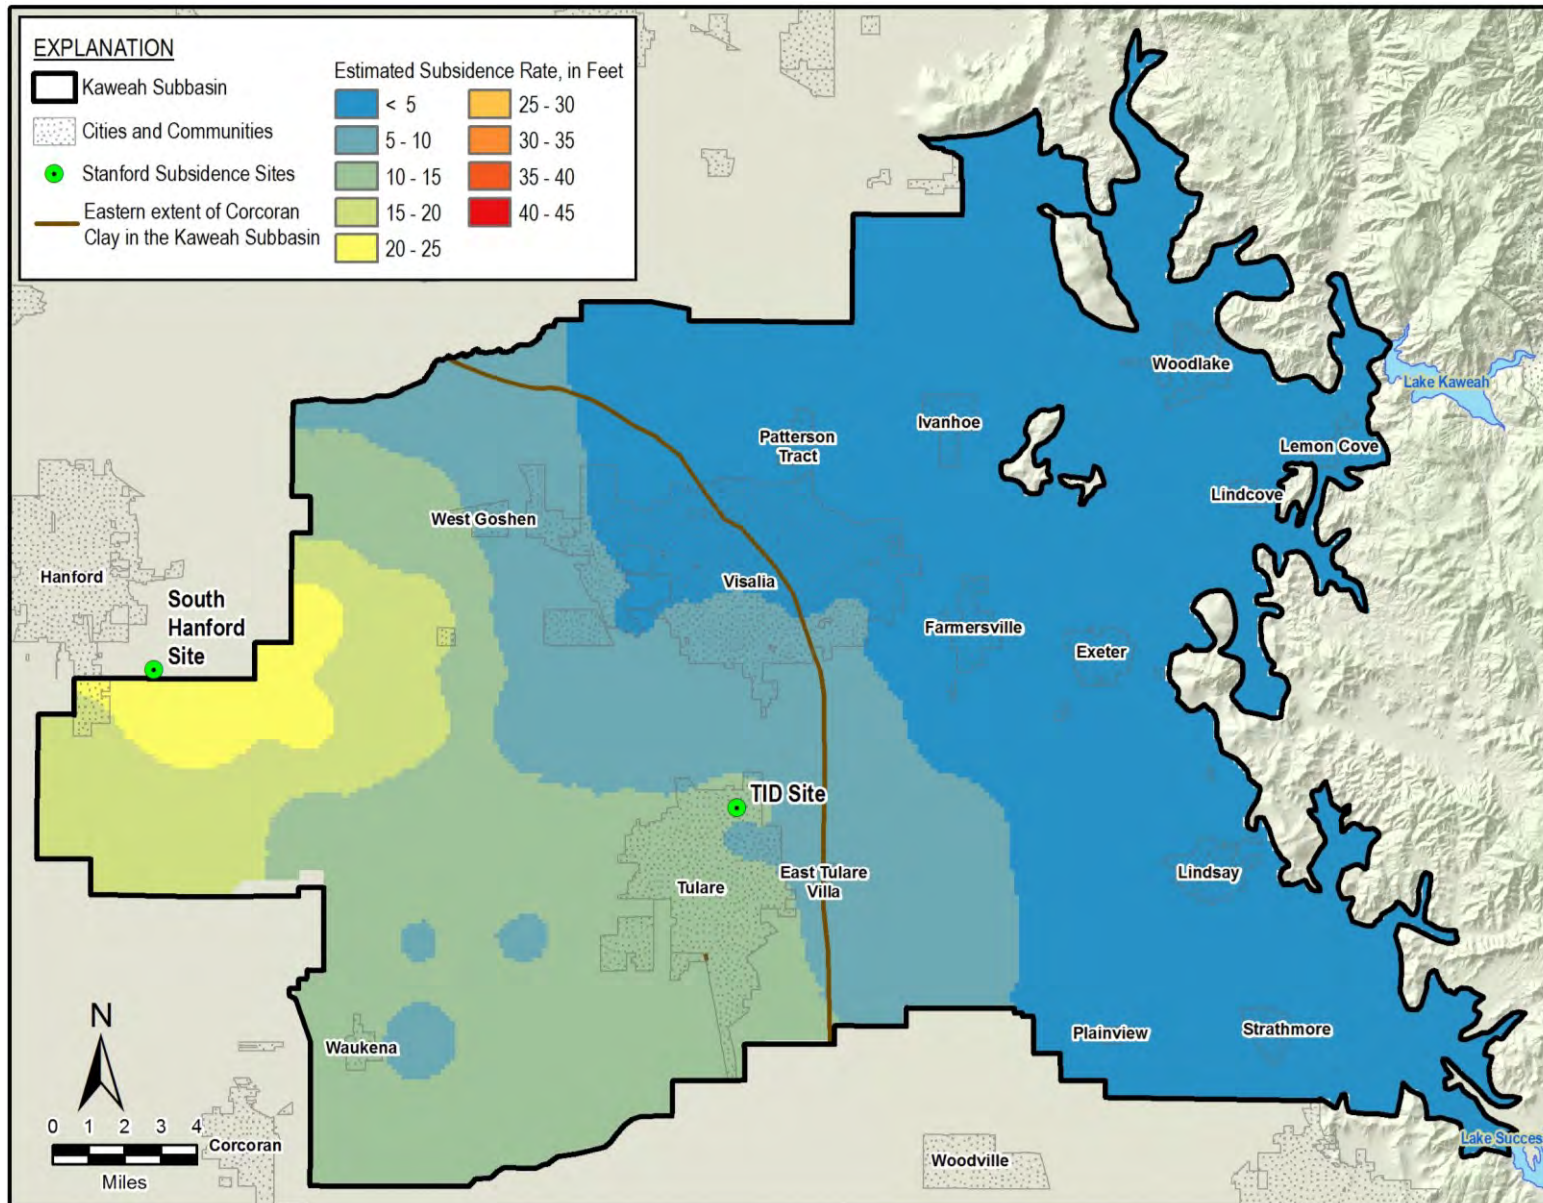 EXPLANATION
Kaweah Subbasin
Cities and Communities
Stanford Subsidence Sites
Eastern extent of Corcoran
Clay in the Kaweah Subbasin
Estimated Subsidence Rate, in Feet
< 5
5 - 10
10 - 15
15 - 20
20 - 25
25 - 30
30 - 35
35 - 40
40 - 45
Woodlake
Lake Kaweah
Ivanhoe
Patterson
Tract
Lemon Cove
Lindcove
West Goshen
Hanford
Visalia
South
Hanford
Site
Farmersville
Exeter
TID Site
East Tulare
Villa
Tulare
Lindsay
Waukena
Plainview
Strathmore
N
0 1 2 3 4
Miles
Corcoran
Woodville
Lake Succes